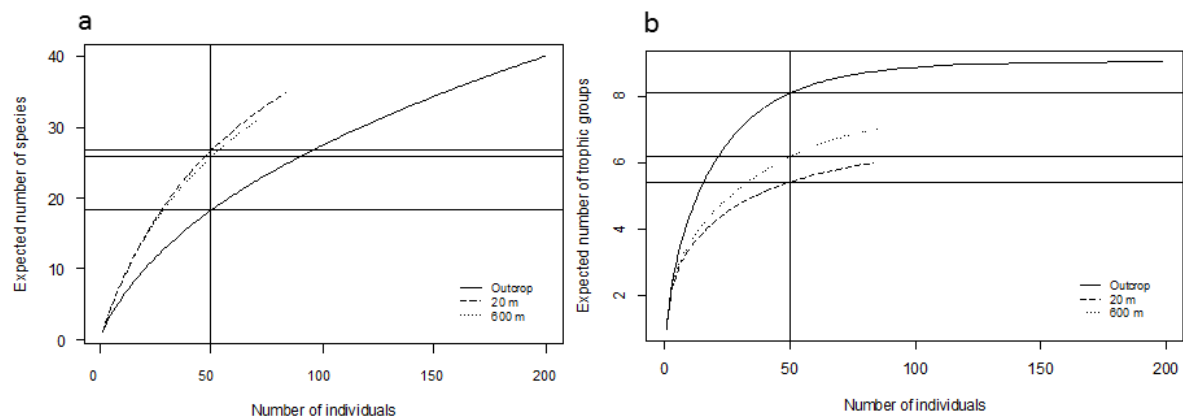 a
Expected number of species
40
30
20
10
0
Outcrop
20 m
600 m
0 50 100 150 200
Number of individuals
b
Expected number of trophic groups
8
6
4
2
Outcrop
20 m
600 m
0 50 100 150 200
Number of individuals